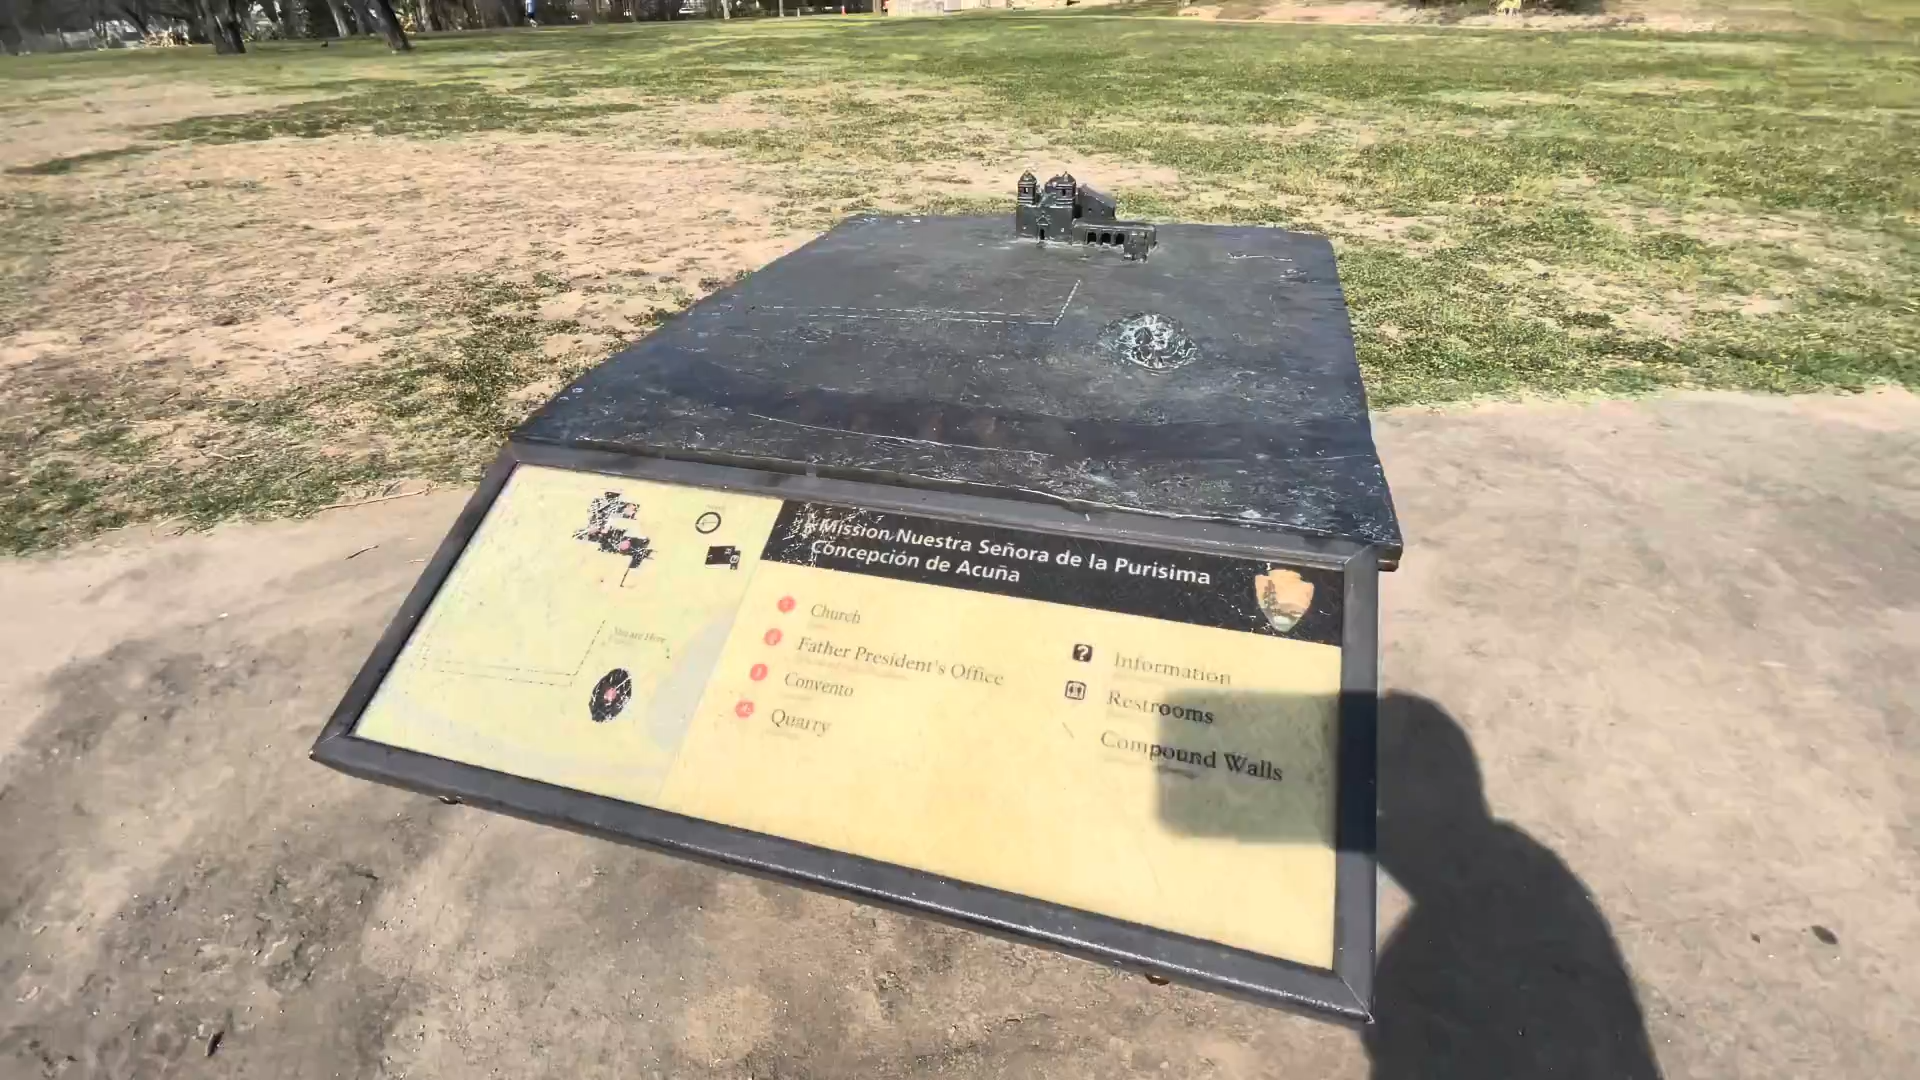 Mission Nuestra Señora de la Purisima
Concepción de Acuña
You are Here
Church
Father President's Office
Convento
Quarry
Information
Restrooms
Compound Walls